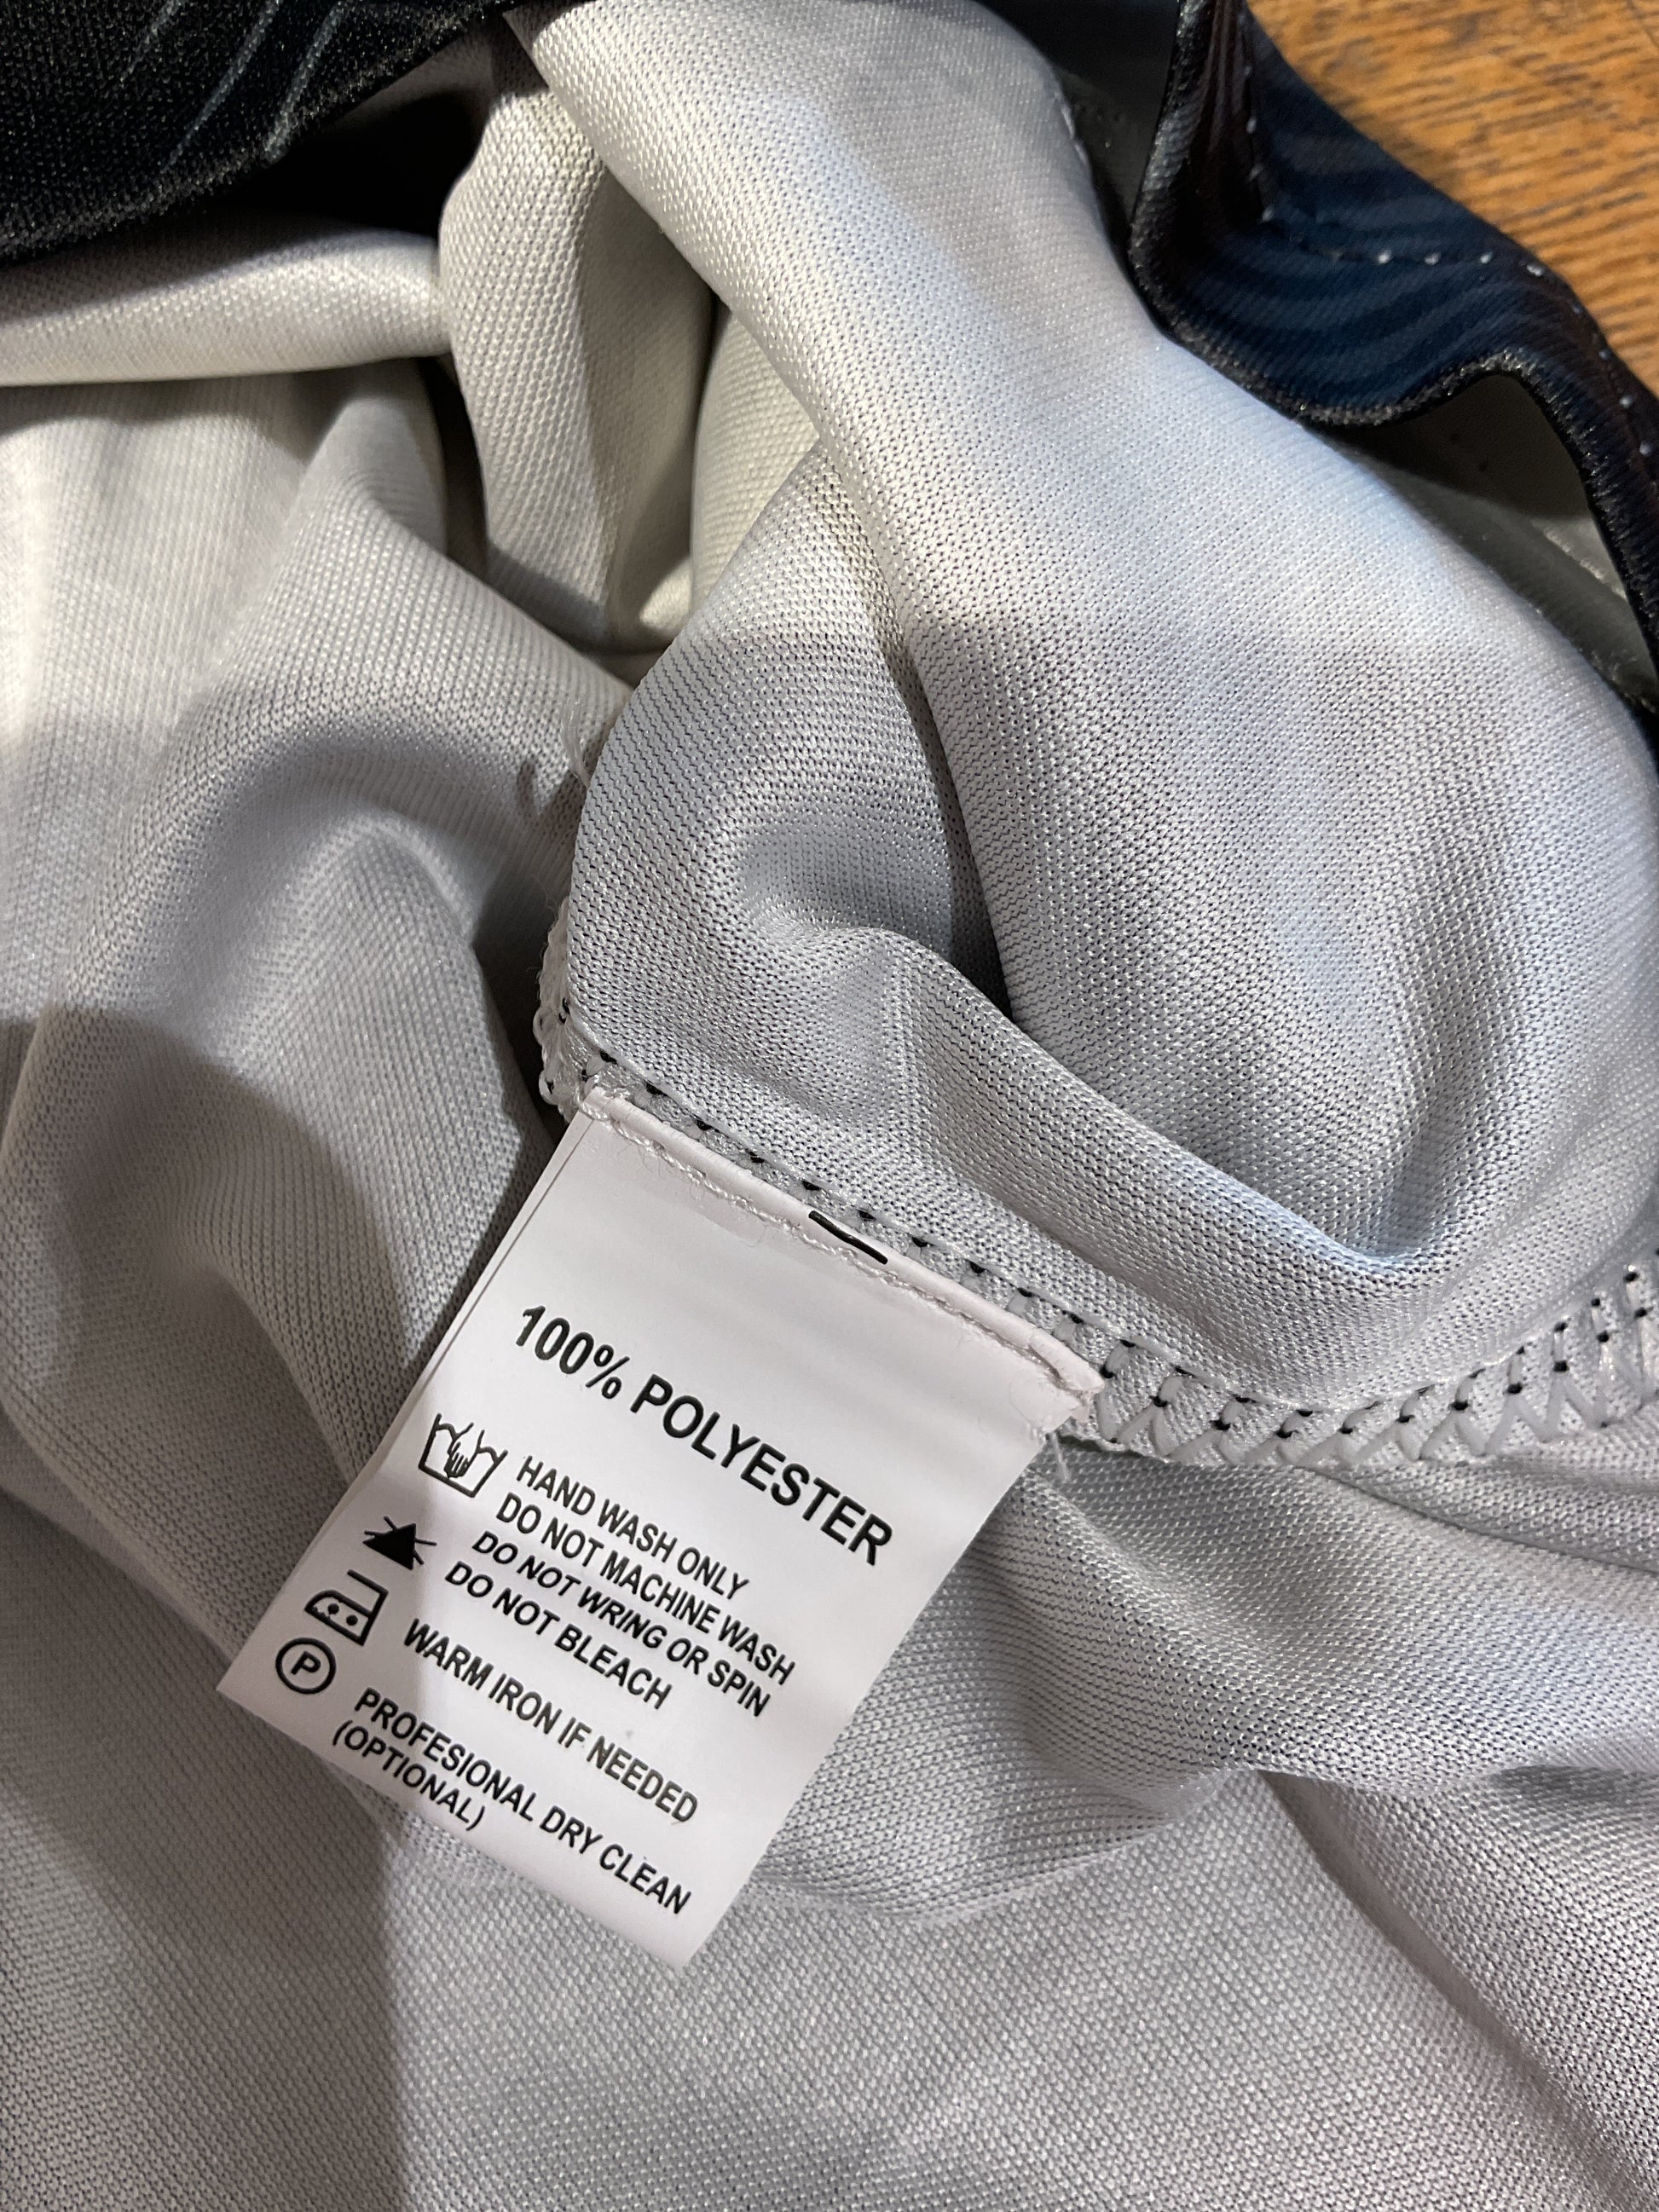 100% POLYESTER
HAND WASH ONLY
DO NOT MACHINE WASH
DO NOT WRING OR SPIN
DO NOT BLEACH
WARM IRON IF NEEDED
P
PROFESIONAL DRY CLEAN
(OPTIONAL)